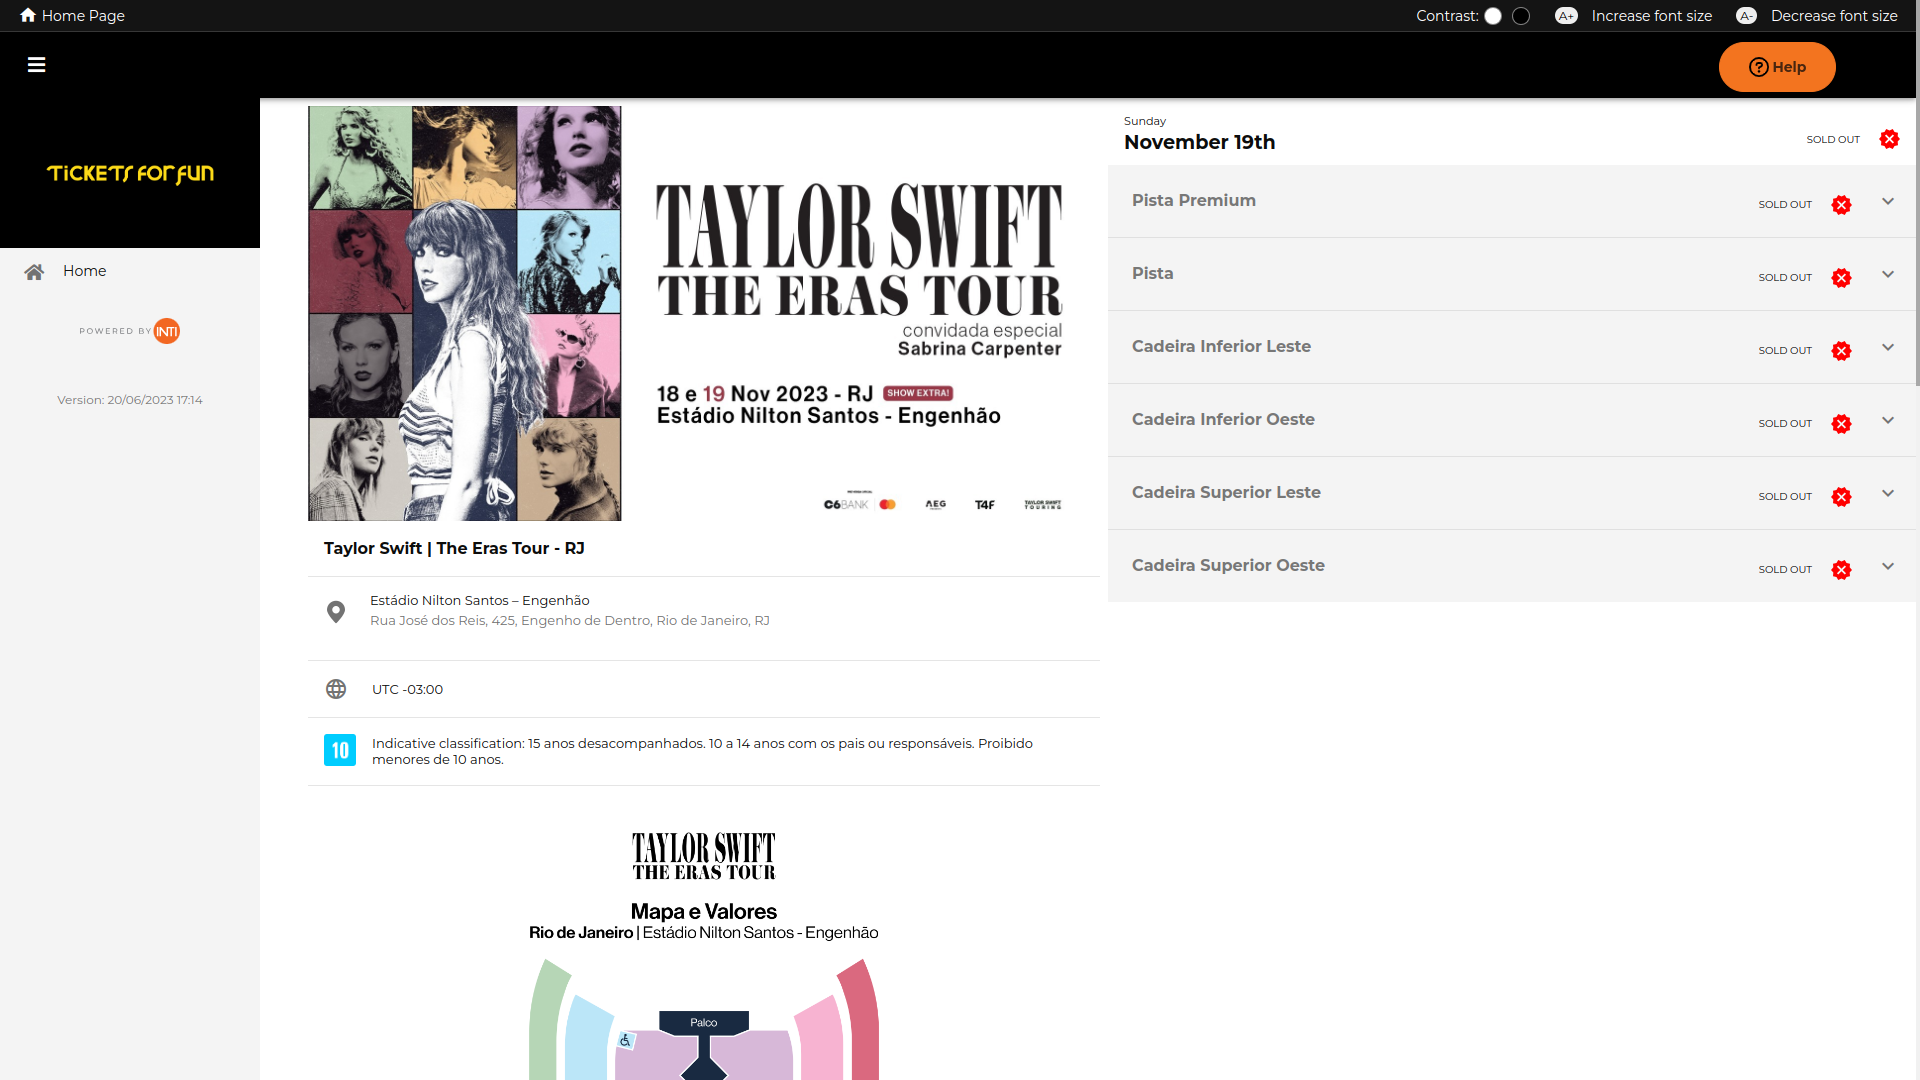 Home Page
Contrast:
A+ Increase font size
A- Decrease font size
Help
TICKETS FOR FUN
Home
POWERED BY INTI
Version: 20/06/2023 17:14
TAYLOR SWIFT
THE ERAS TOUR
convidada especial
Sabrina Carpenter
18 e 19 Nov 2023 - RJ SHOW EXTRA!
Estádio Nilton Santos - Engenhão
C6BANK
AEG
T4F
TAYLOR SWIFT
TOURING
Taylor Swift | The Eras Tour - RJ
Estádio Nilton Santos – Engenhão
Rua José dos Reis, 425, Engenho de Dentro, Rio de Janeiro, RJ
UTC -03:00
10
Indicative classification: 15 anos desacompanhados. 10 a 14 anos com os pais ou responsáveis. Proibido
menores de 10 anos.
TAYLOR SWIFT
THE ERAS TOUR
Mapa e Valores
Rio de Janeiro | Estádio Nilton Santos - Engenhão
Palco
Sunday
November 19th
SOLD OUT
Pista Premium
SOLD OUT
Pista
SOLD OUT
Cadeira Inferior Leste
SOLD OUT
Cadeira Inferior Oeste
SOLD OUT
Cadeira Superior Leste
SOLD OUT
Cadeira Superior Oeste
SOLD OUT